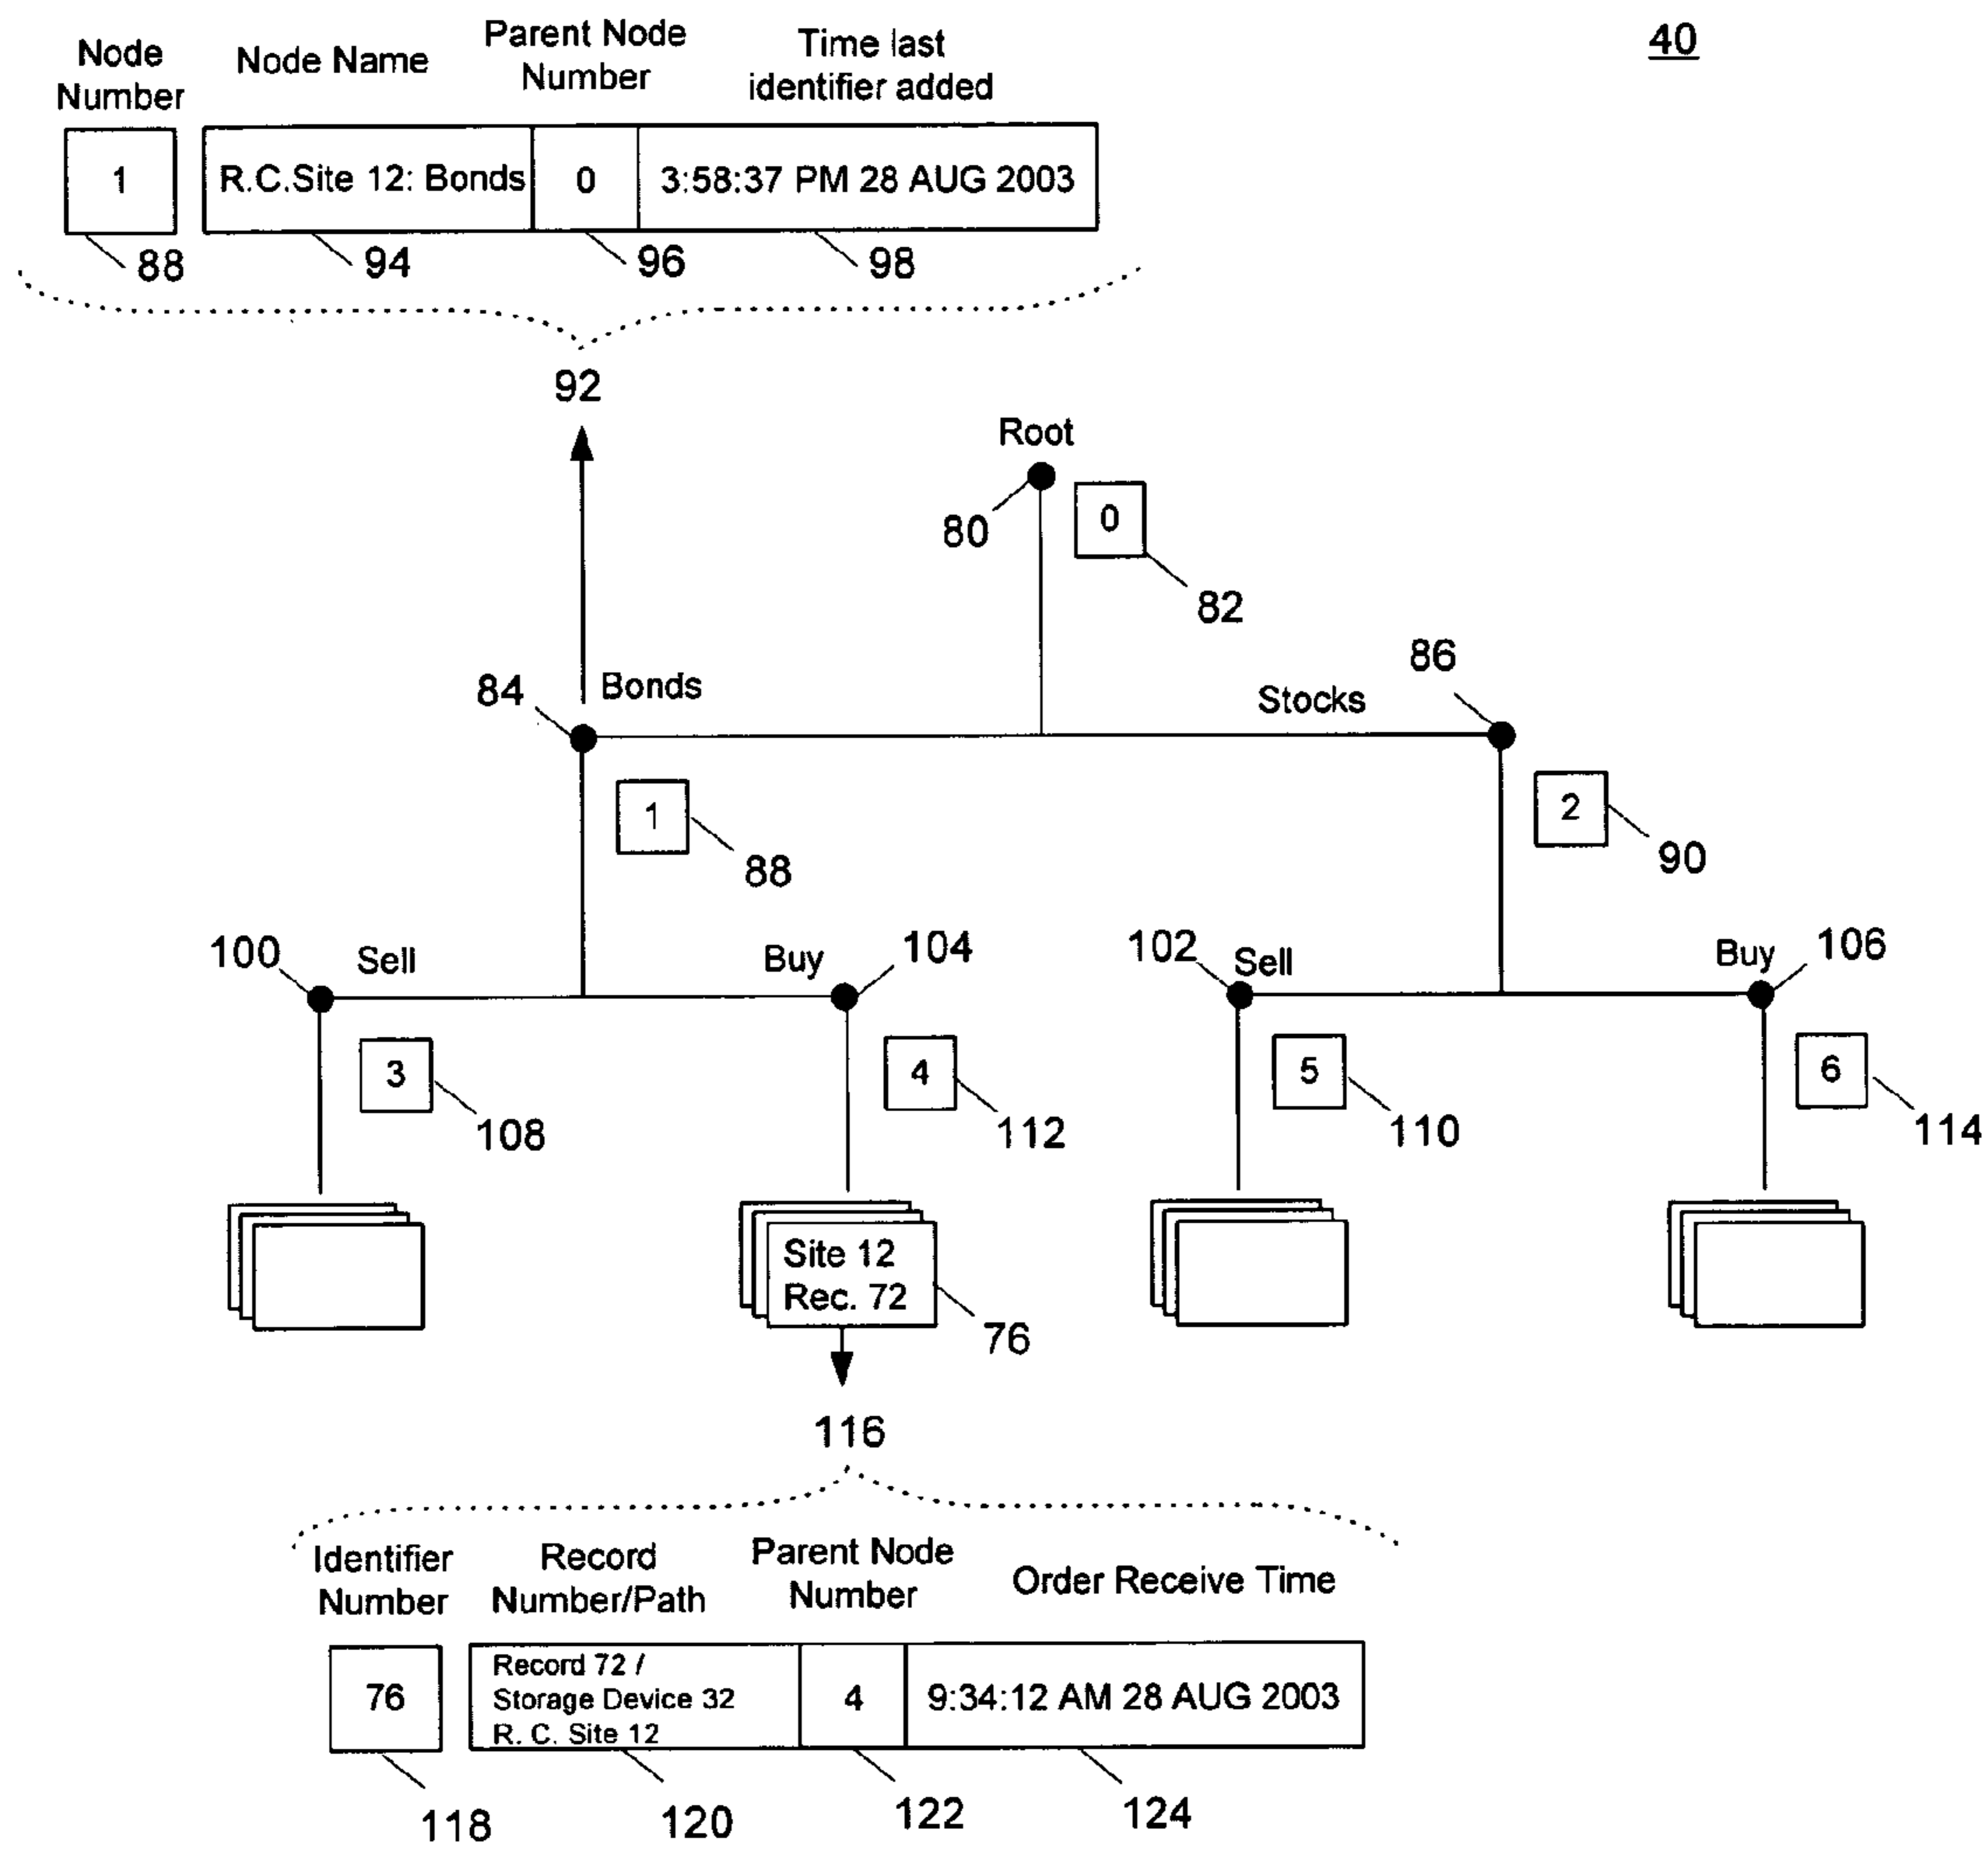 40
Node
Number
Node Name
Parent Node
Number
Time last
identifier added
1
R.C.Site 12: Bonds
0
3:58:37 PM 28 AUG 2003
88
94
96
98
92
Root
80
0
82
84
Bonds
Stocks
86
1
88
2
90
100
Sell
Buy
104
102
Sell
Buy
106
3
108
4
112
5
110
6
114
Site 12
Rec. 72
76
116
Identifier
Number
Record
Number/Path
Parent Node
Number
Order Receive Time
76
Record 72 /
Storage Device 32
R. C. Site 12
4
9:34:12 AM 28 AUG 2003
118
120
122
124